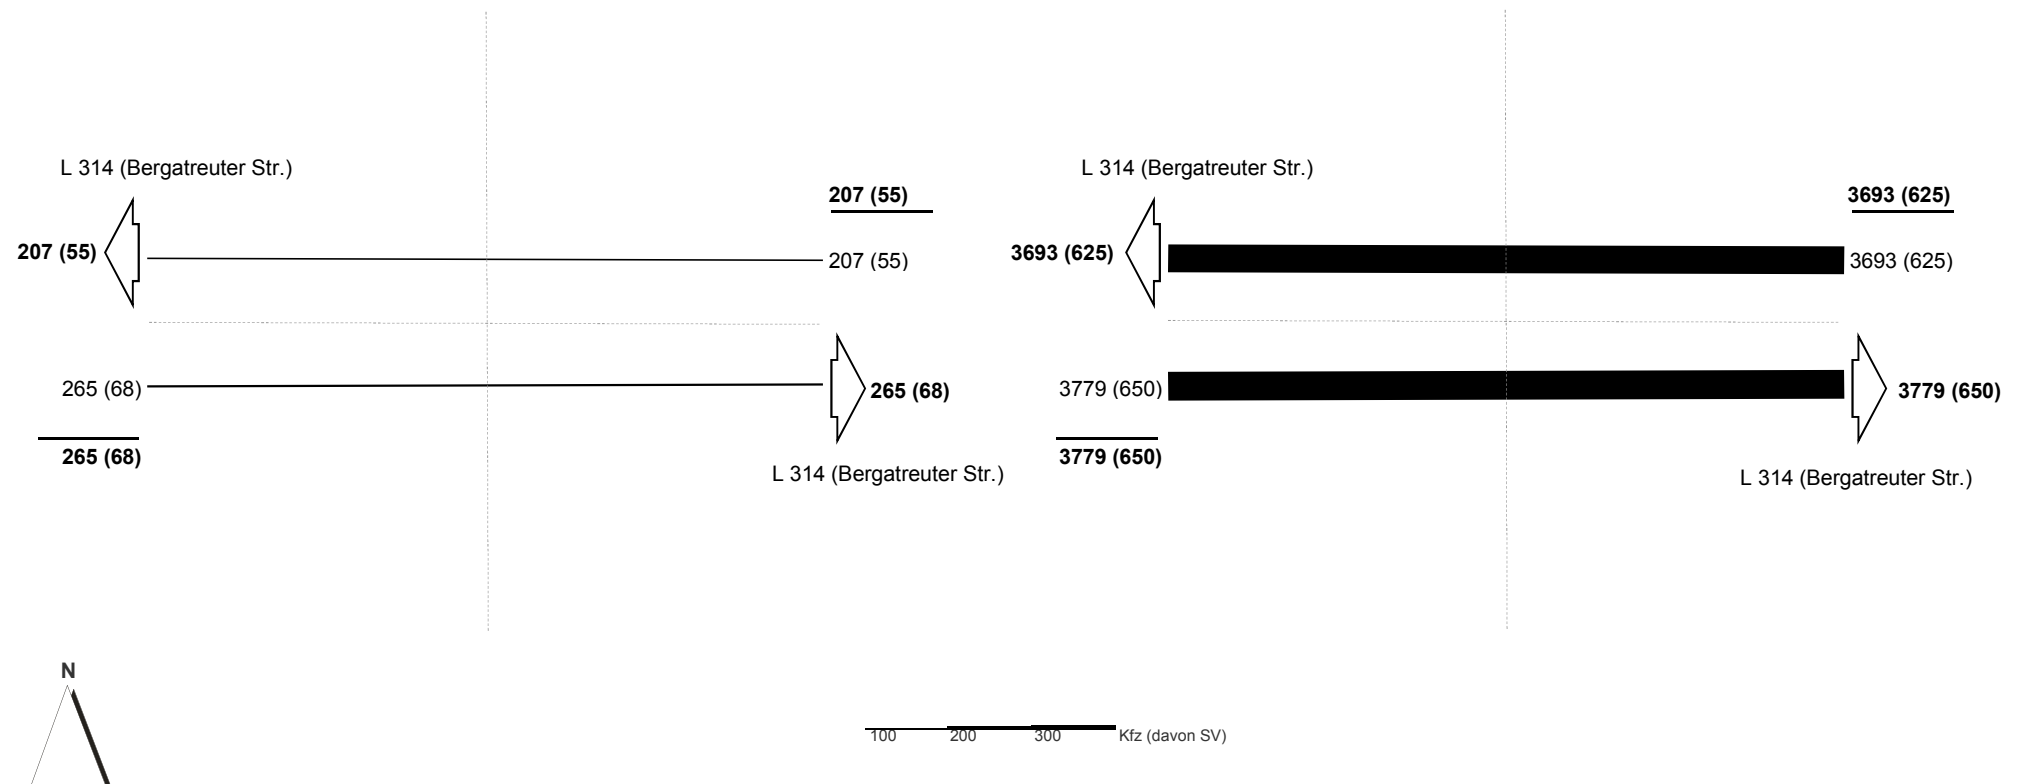 L 314 (Bergatreuter Str.)
207 (55)
207 (55)
207 (55)
265 (68)
265 (68)
265 (68)
L 314 (Bergatreuter Str.)
L 314 (Bergatreuter Str.)
3693 (625)
3693 (625)
3693 (625)
3779 (650)
3779 (650)
3779 (650)
L 314 (Bergatreuter Str.)
N
100 200 300 Kfz (davon SV)